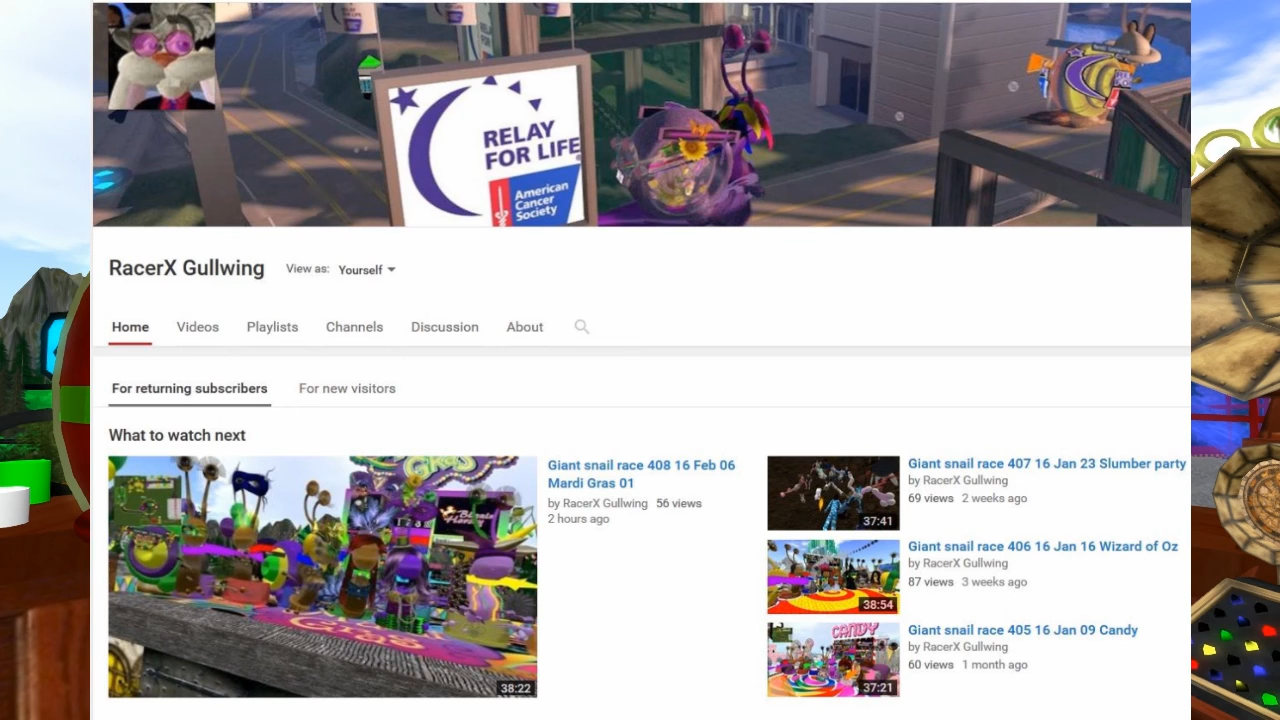 RELAY
FOR LIFE
American
Cancer
Society
RacerX Gullwing
View as: Yourself
Home Videos Playlists Channels Discussion About
For returning subscribers For new visitors
What to watch next
Giant snail race 408 16 Feb 06
Mardi Gras 01
by RacerX Gullwing 56 views
2 hours ago
38:22
Giant snail race 407 16 Jan 23 Slumber party
by RacerX Gullwing
69 views 2 weeks ago
37:41
Giant snail race 406 16 Jan 16 Wizard of Oz
by RacerX Gullwing
87 views 3 weeks ago
38:54
Giant snail race 405 16 Jan 09 Candy
by RacerX Gullwing
60 views 1 month ago
CANDY
37:21